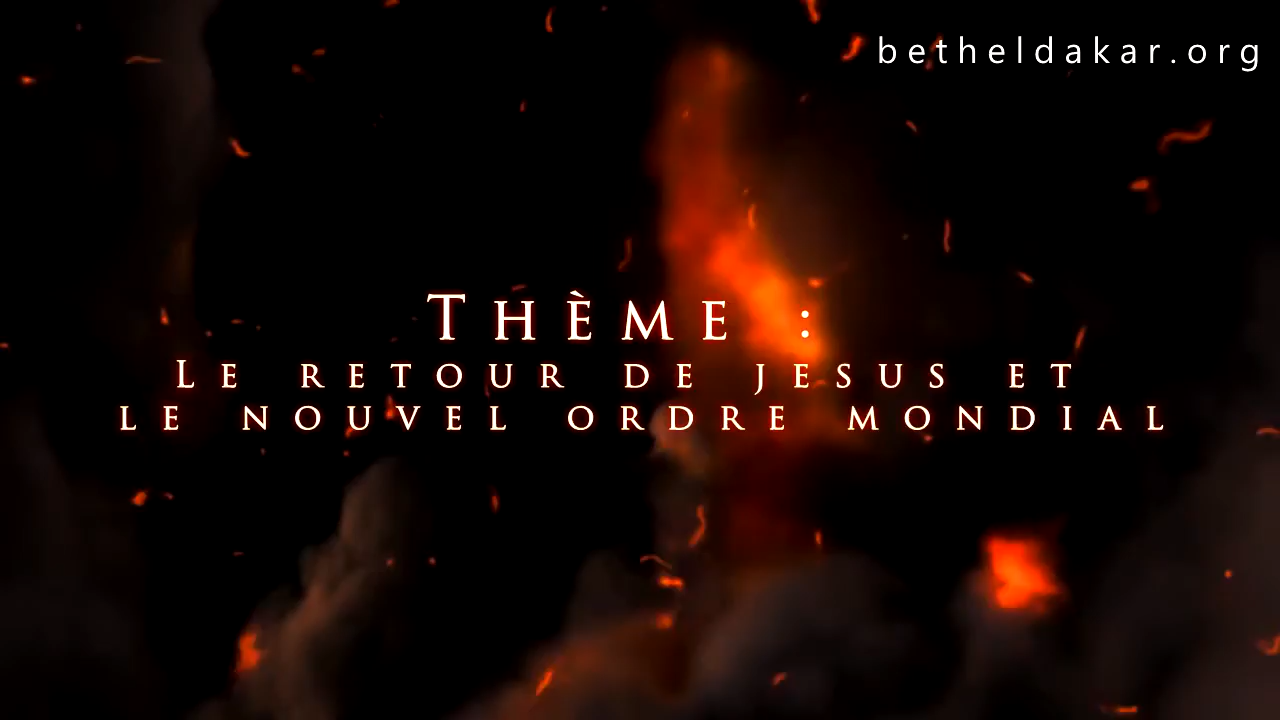 betheldakar.org
Thème :
Le retour de jesus et
le nouvel ordre mondial